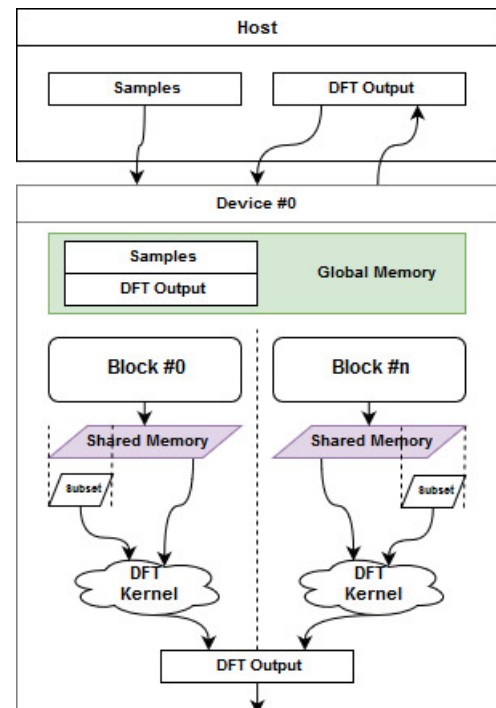 Host
Samples
DFT Output
Device #0
Samples
DFT Output
Global Memory
Block #0
Block #n
Shared Memory
Shared Memory
Subset
Subset
DFT
Kernel
DFT
Kernel
DFT Output